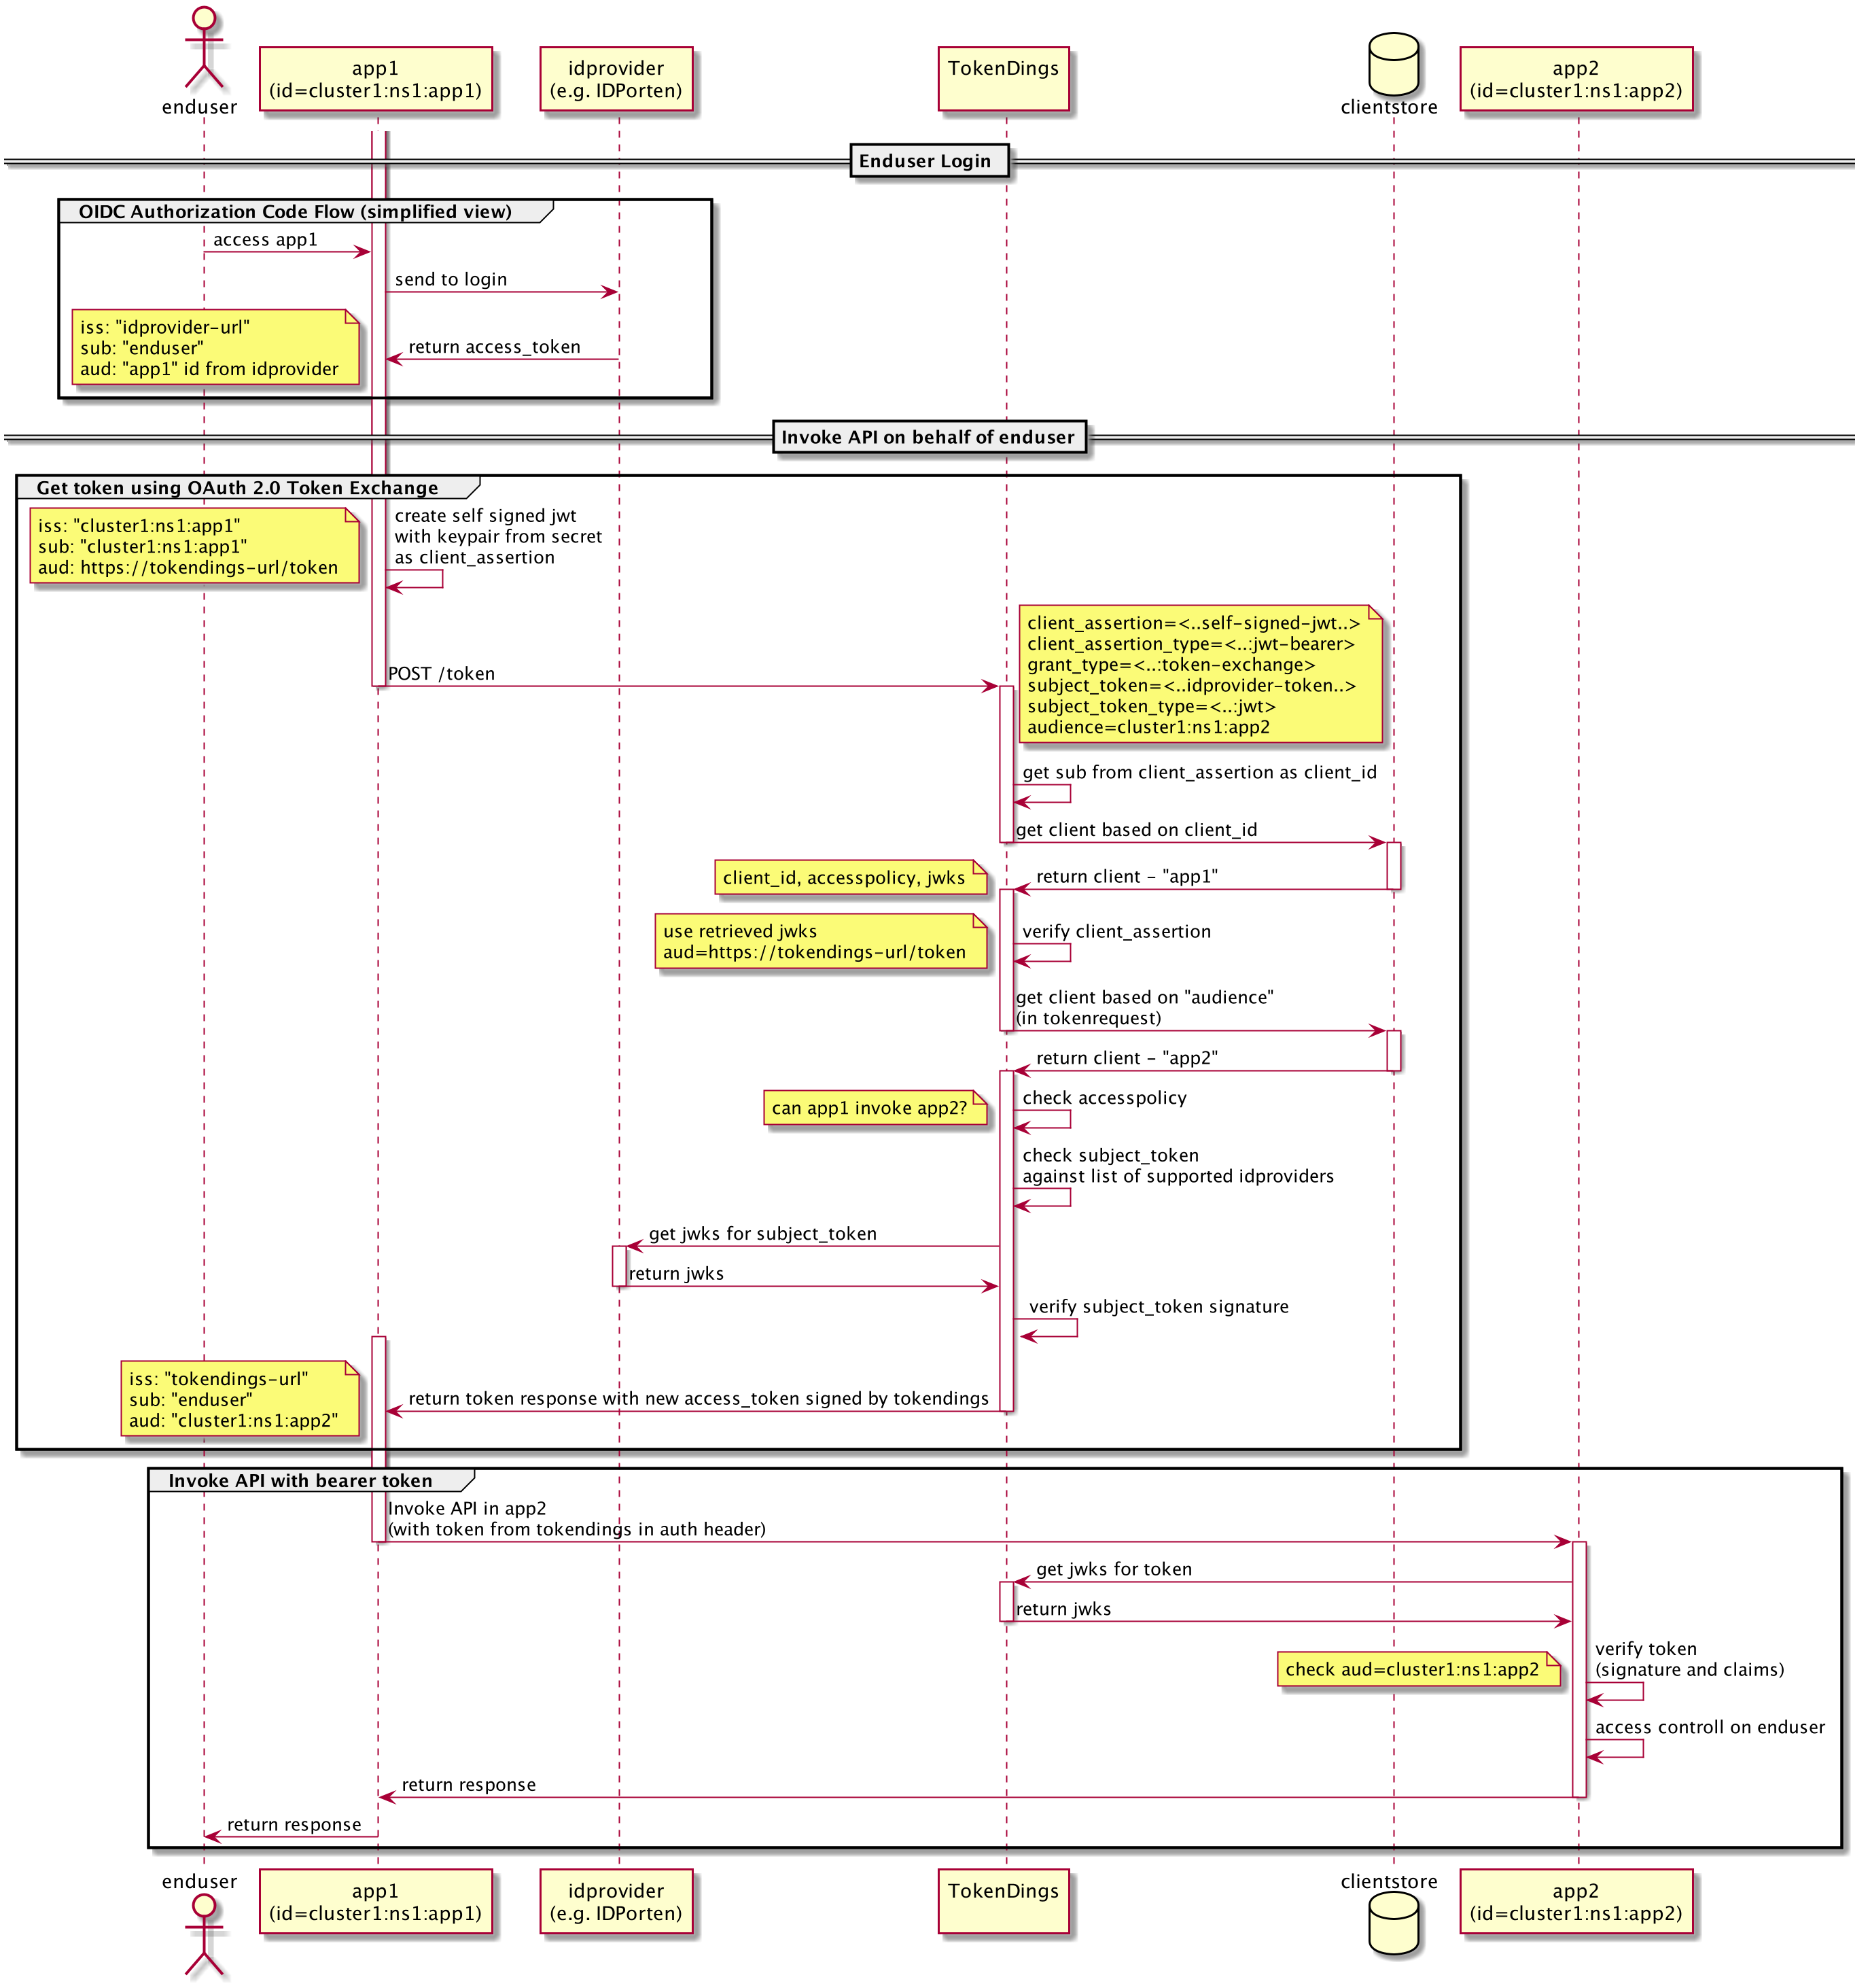 enduser
app1
(id=cluster1:ns1:app1)
idprovider
(e.g. IDPorten)
TokenDings
clientstore
app2
(id=cluster1:ns1:app2)
Enduser Login
OIDC Authorization Code Flow (simplified view)
access app1
send to login
iss: "idprovider-url"
sub: "enduser"
aud: "app1" id from idprovider
return access_token
Invoke API on behalf of enduser
Get token using OAuth 2.0 Token Exchange
iss: "cluster1:ns1:app1"
sub: "cluster1:ns1:app1"
aud: https://tokendings-url/token
create self signed jwt
with keypair from secret
as client_assertion
client_assertion=<..self-signed-jwt..>
client_assertion_type=<..:jwt-bearer>
grant_type=<..:token-exchange>
subject_token=<..idprovider-token..>
subject_token_type=<..:jwt>
audience=cluster1:ns1:app2
POST /token
get sub from client_assertion as client_id
get client based on client_id
client_id, accesspolicy, jwks
return client - "app1"
use retrieved jwks
aud=https://tokendings-url/token
verify client_assertion
get client based on "audience"
(in tokenrequest)
return client - "app2"
can app1 invoke app2?
check accesspolicy
check subject_token
against list of supported idproviders
get jwks for subject_token
return jwks
verify subject_token signature
iss: "tokendings-url"
sub: "enduser"
aud: "cluster1:ns1:app2"
return token response with new access_token signed by tokendings
Invoke API with bearer token
Invoke API in app2
(with token from tokendings in auth header)
get jwks for token
return jwks
check aud=cluster1:ns1:app2
verify token
(signature and claims)
access controll on enduser
return response
return response
enduser
app1
(id=cluster1:ns1:app1)
idprovider
(e.g. IDPorten)
TokenDings
clientstore
app2
(id=cluster1:ns1:app2)